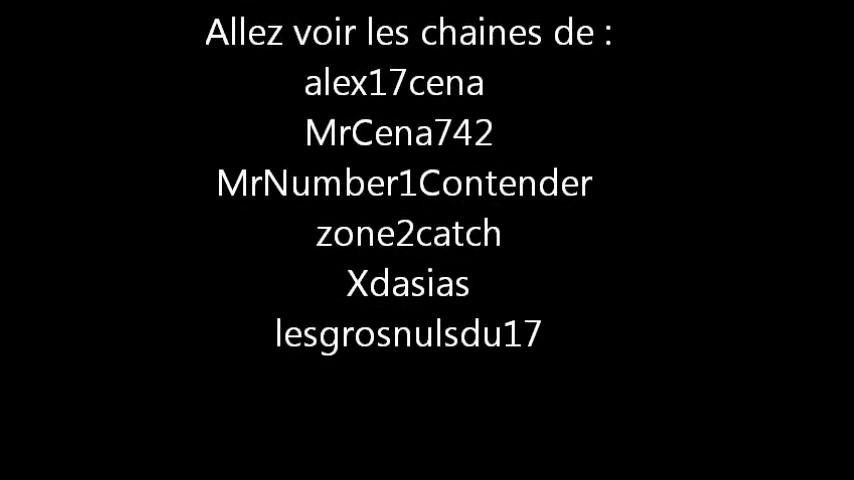 Allez voir les chaines de :
alex17cena
MrCena742
MrNumber1Contender
zone2catch
Xdasias
lesgrosnulsdu17